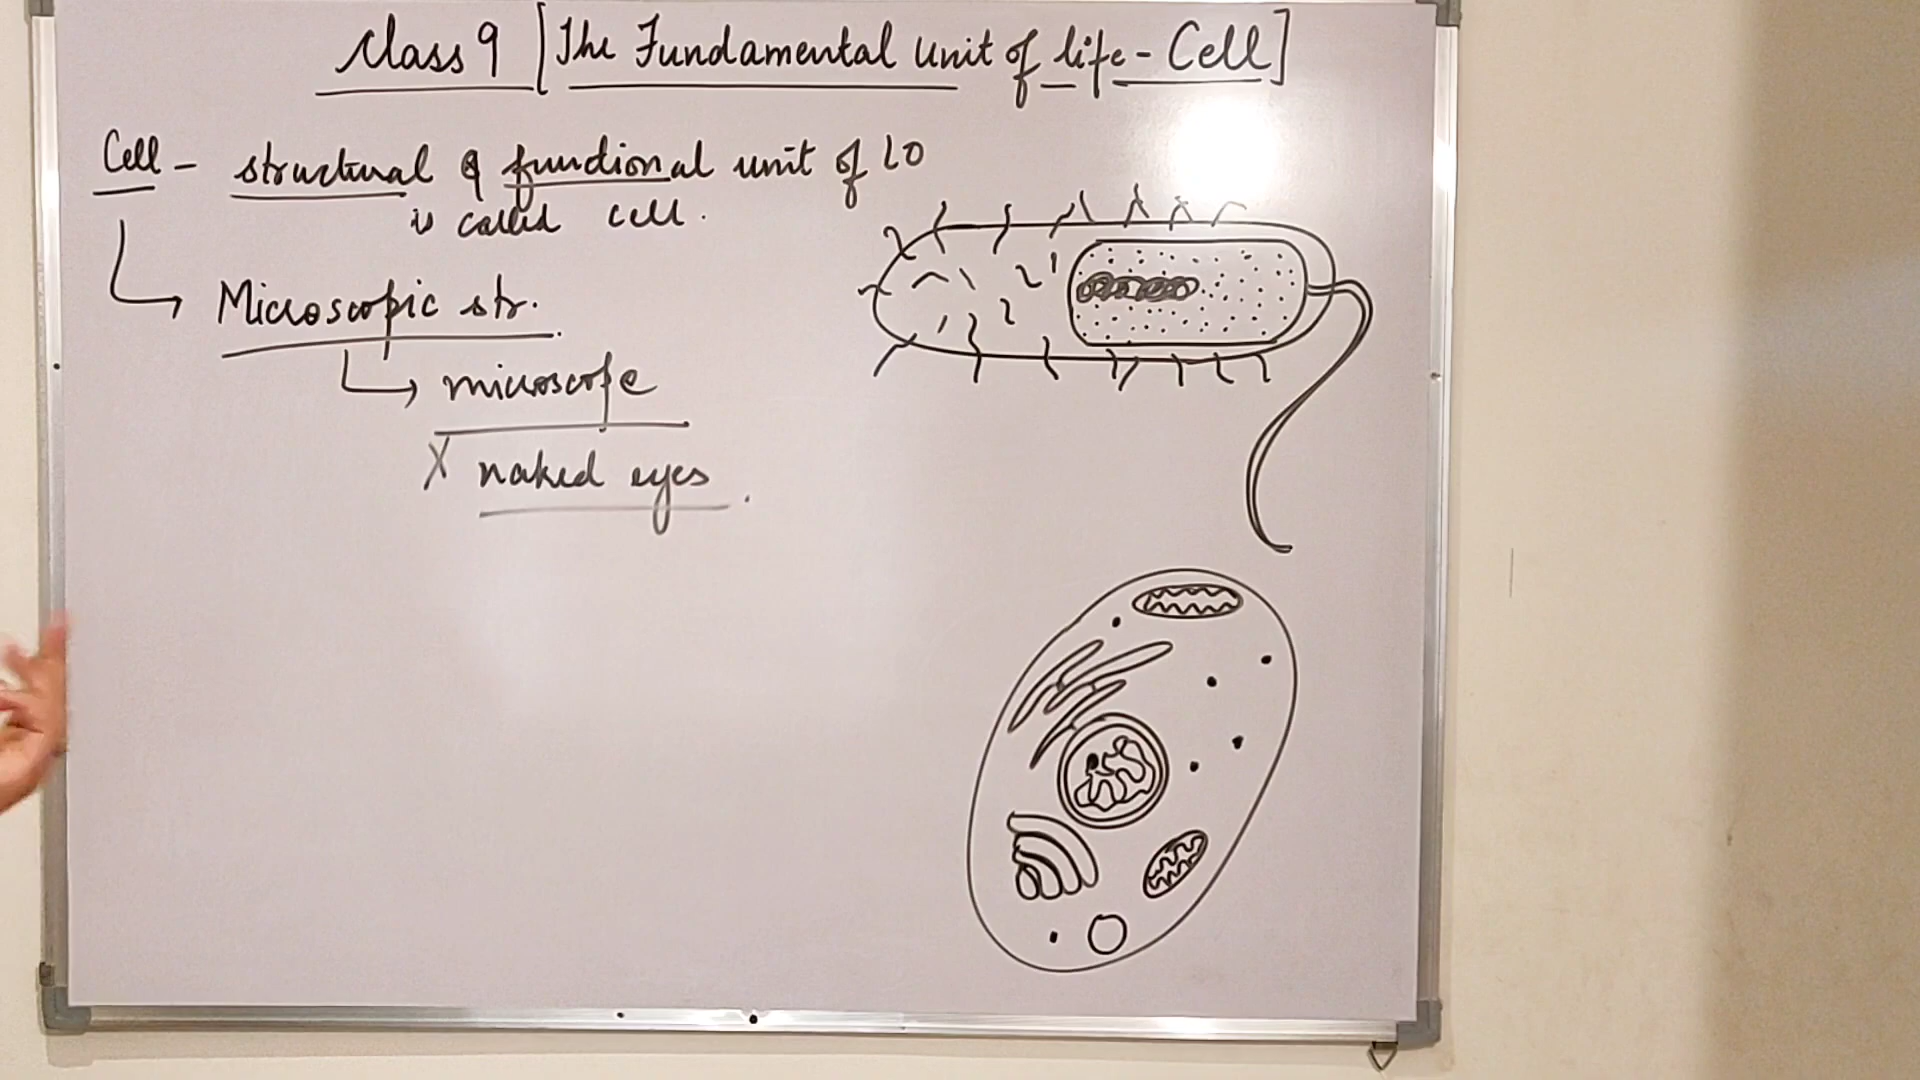 Class 9 [The Fundamental Unit of life - Cell]
Cell - structural & functional unit of LO
is called cell.
Microscopic str.
microscope
X naked eyes.